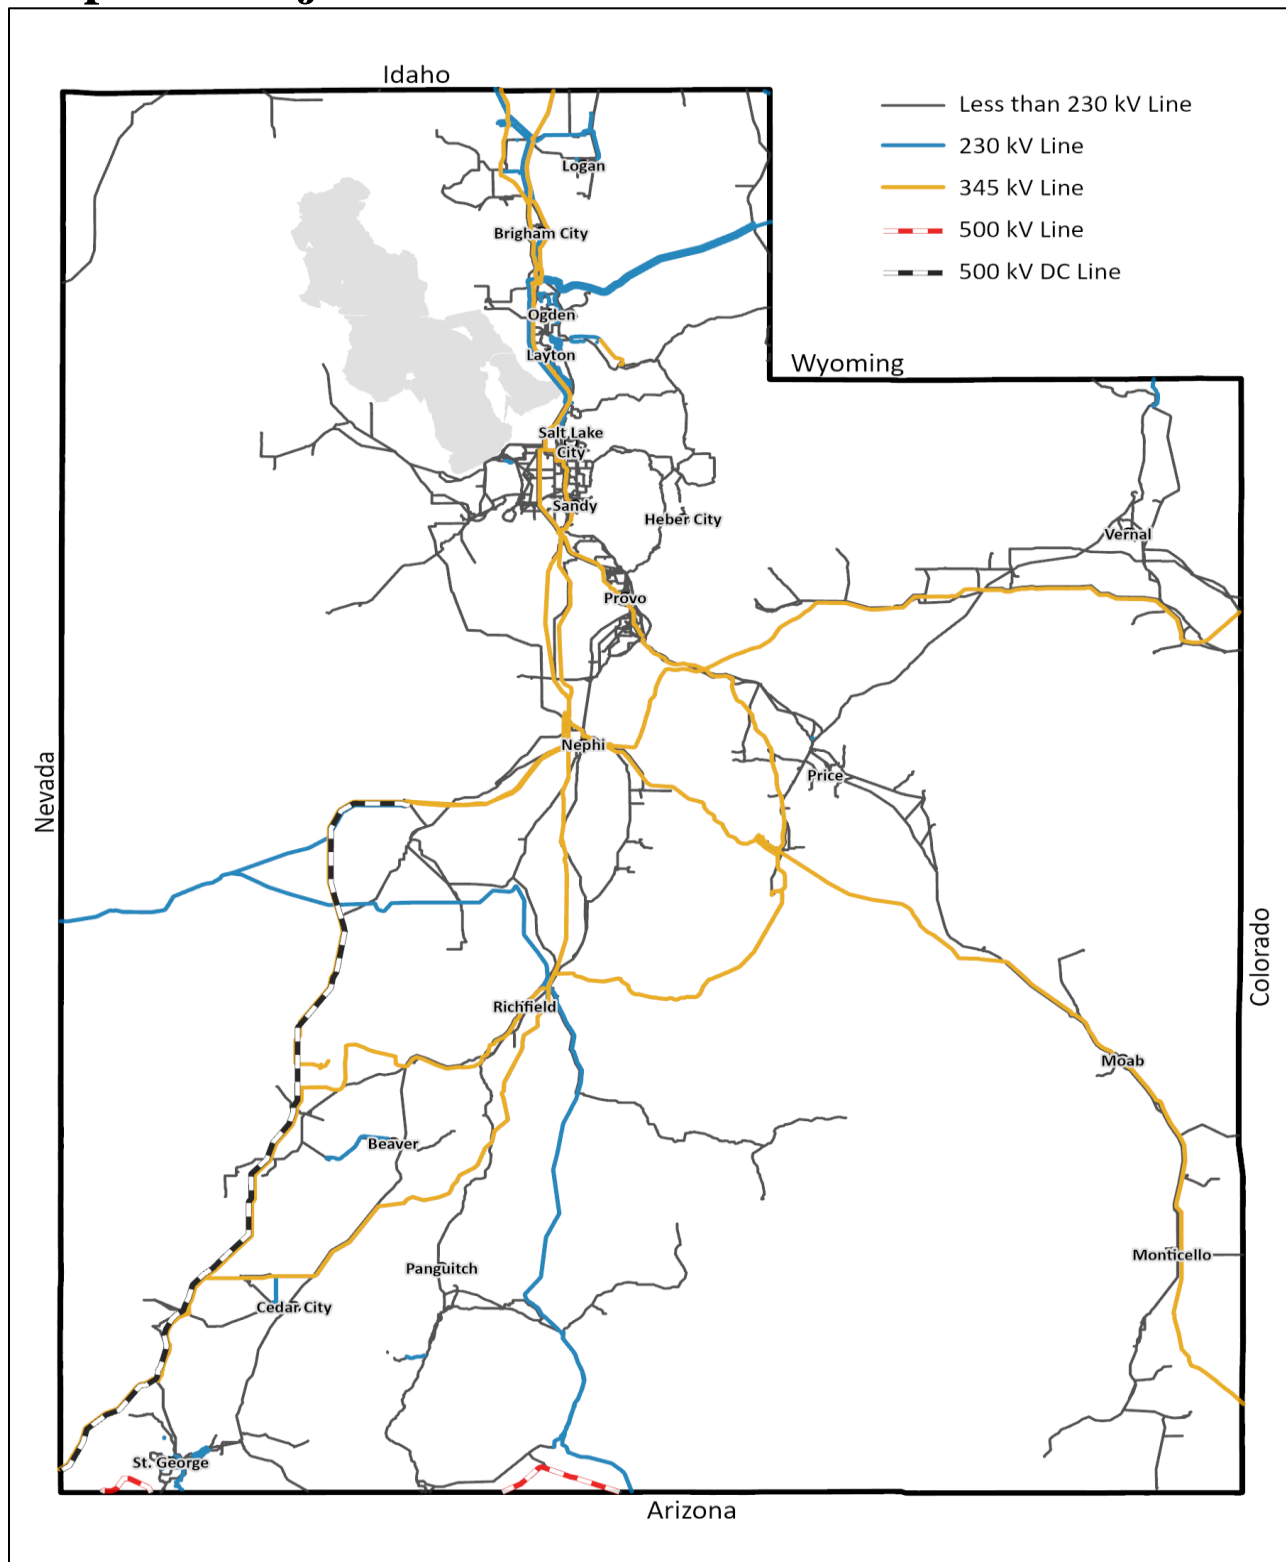 Idaho
Less than 230 kV Line
230 kV Line
345 kV Line
500 kV Line
500 kV DC Line
Logan
Brigham City
Ogden
Layton
Wyoming
Salt Lake
City
Sandy
Heber City
Vernal
Provo
Nephi
Price
Nevada
Colorado
Richfield
Moab
Beaver
Monticello
Panguitch
Cedar City
St. George
Arizona